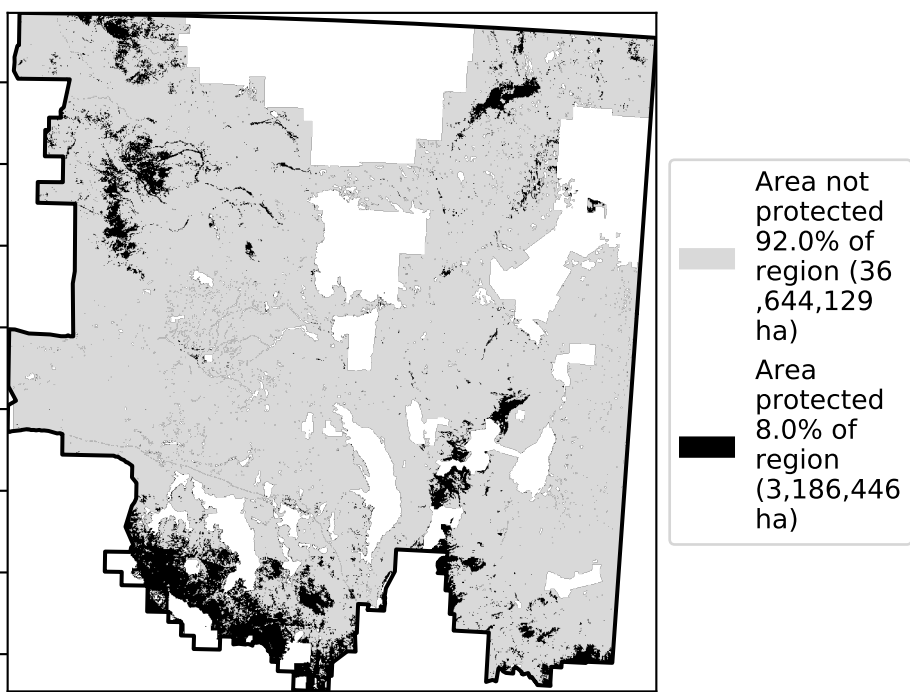 Area not
protected
92.0% of
region (36
,644,129
ha)
Area
protected
8.0% of
region
(3,186,446
ha)